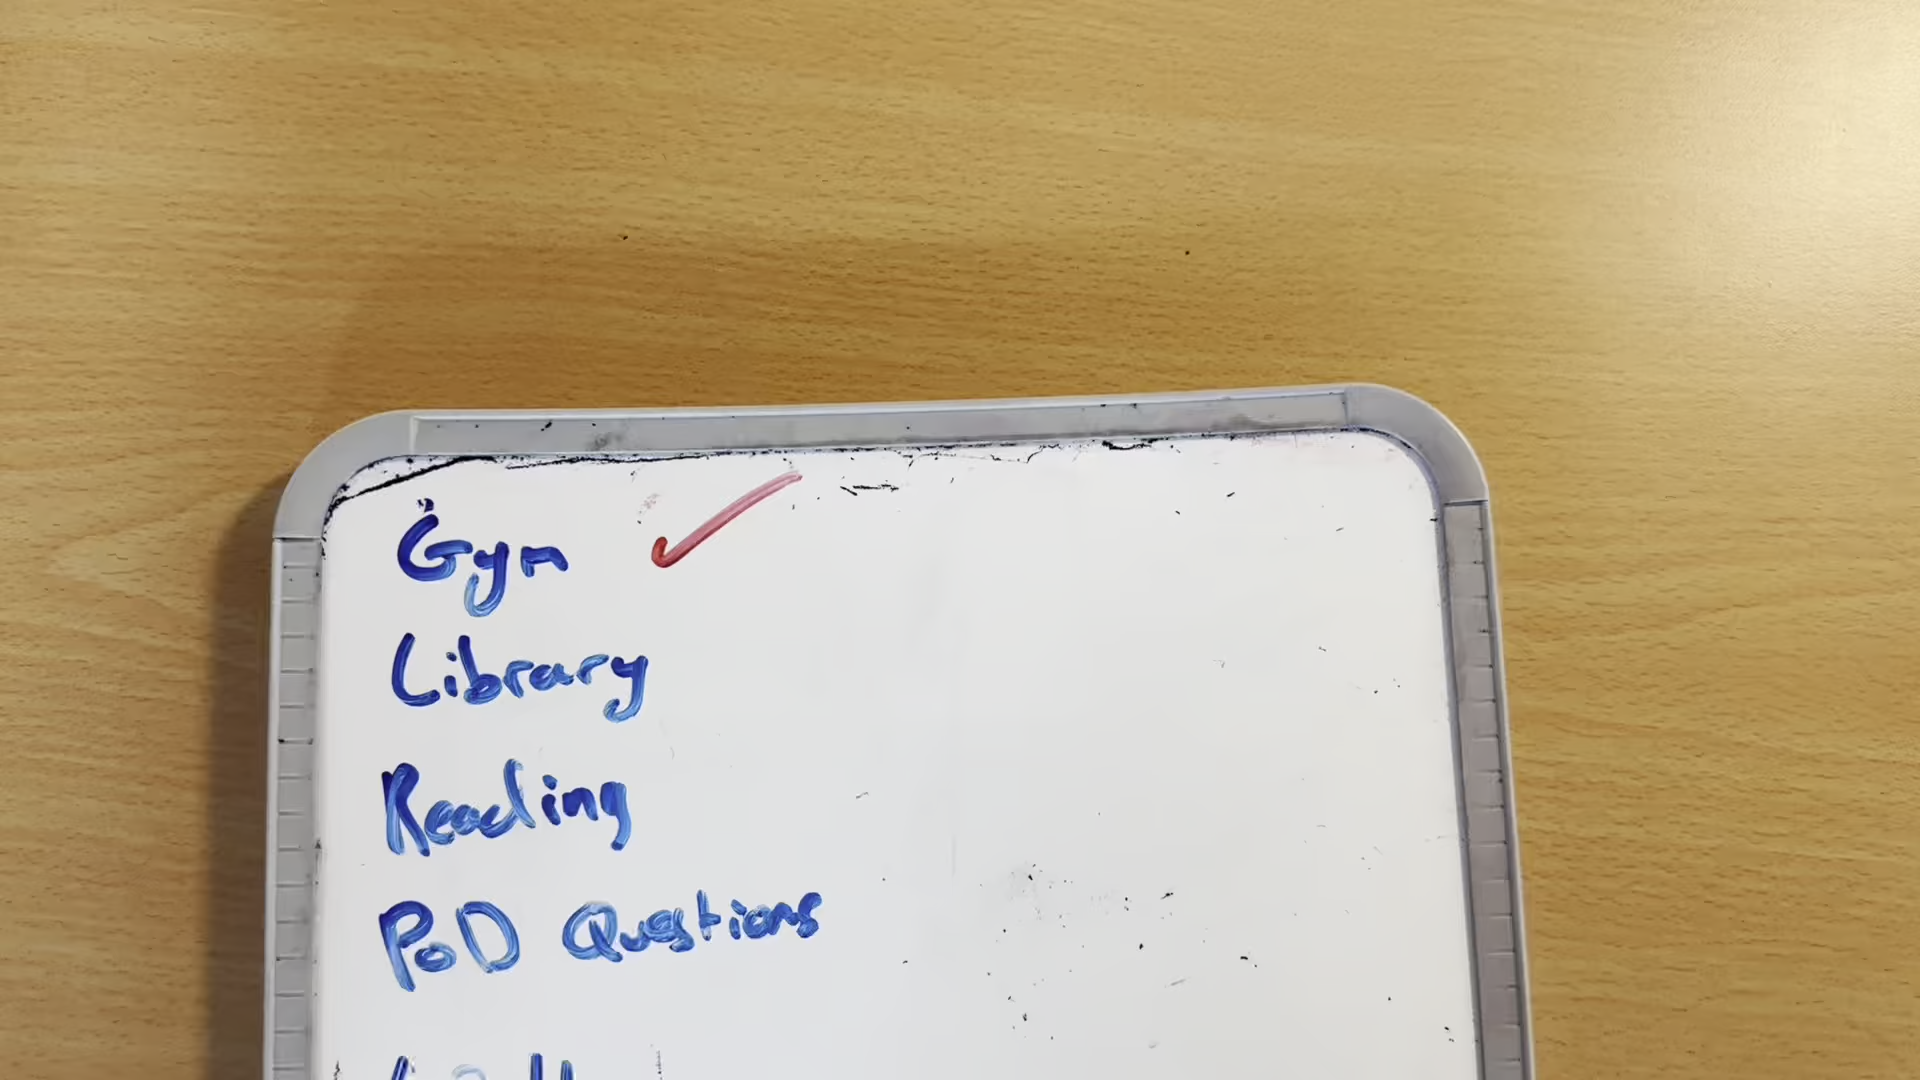 Gym ✓
Library
Reading
PoD Questions